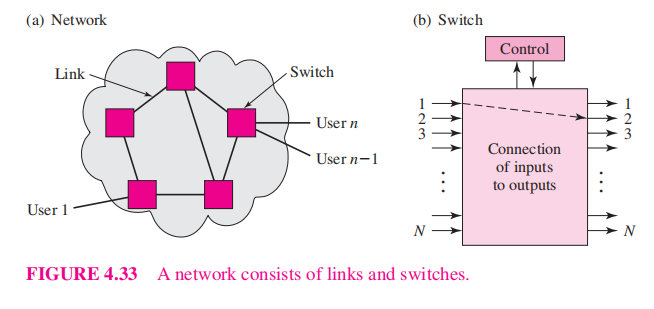 (a) Network
(b) Switch
Link
Switch
User n
User n−1
User 1
Control
1
2
3
Connection
of inputs
to outputs
⋮
N
1
2
3
⋮
N
FIGURE 4.33 A network consists of links and switches.